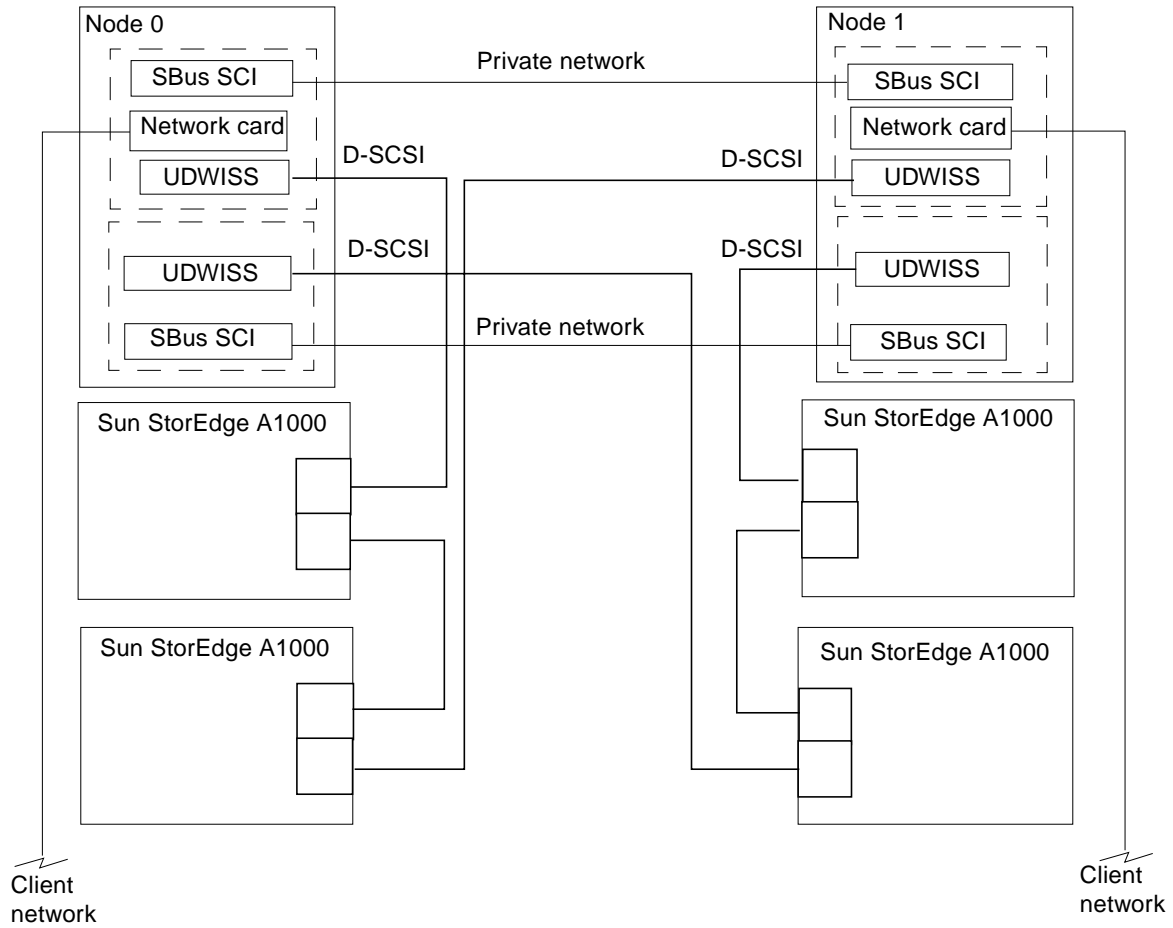 Node 0
Node 1
SBus SCI
Private network
SBus SCI
Network card
Network card
D-SCSI
D-SCSI
UDWISS
UDWISS
D-SCSI
D-SCSI
UDWISS
UDWISS
Private network
SBus SCI
SBus SCI
Sun StorEdge A1000
Sun StorEdge A1000
Sun StorEdge A1000
Sun StorEdge A1000
Client
network
Client
network